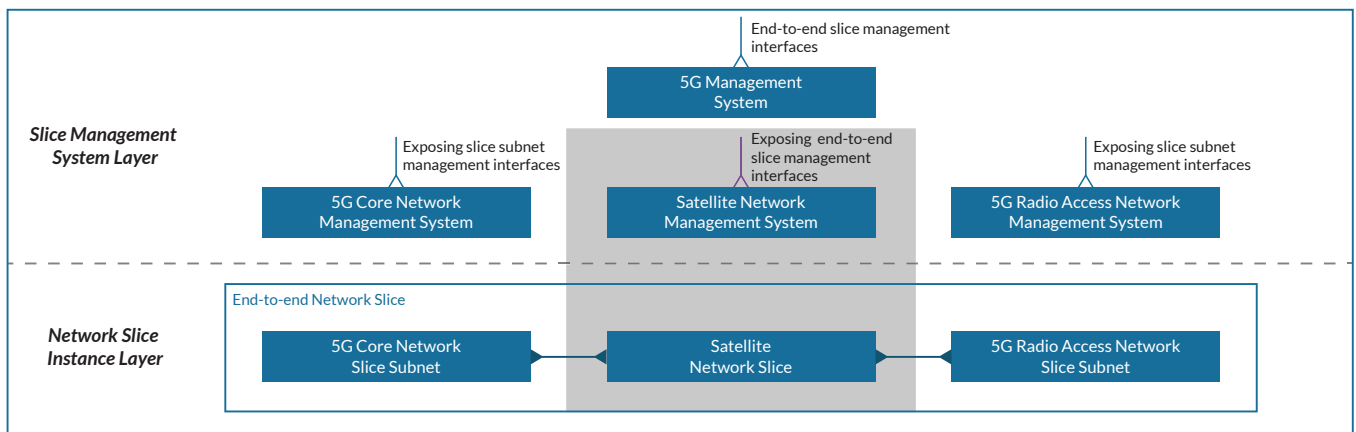 End-to-end slice management
interfaces
5G Management
System
Slice Management
System Layer
Exposing slice subnet
management interfaces
Exposing end-to-end
slice management
interfaces
Exposing slice subnet
management interfaces
5G Core Network
Management System
Satellite Network
Management System
5G Radio Access Network
Management System
End-to-end Network Slice
Network Slice
Instance Layer
5G Core Network
Slice Subnet
Satellite
Network Slice
5G Radio Access Network
Slice Subnet